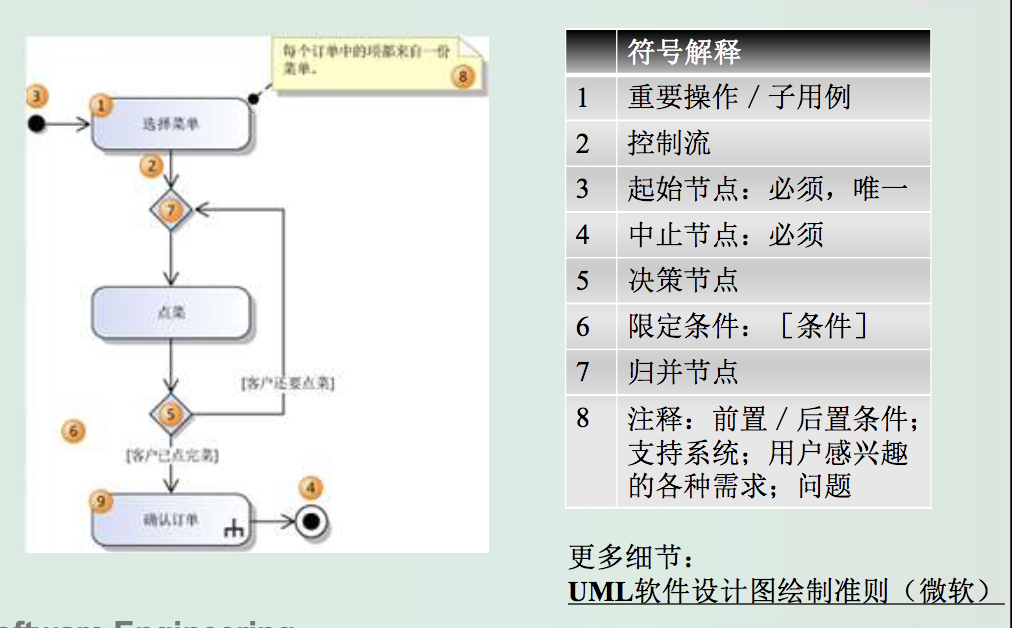 每个订单中的项都来自一份
菜单。
8
3
1
选择菜单
2
7
点菜
[客户还要点菜]
5
6
[客户已点完菜]
9
4
确认订单
符号解释
1 重要操作/子用例
2 控制流
3 起始节点：必须，唯一
4 中止节点：必须
5 决策节点
6 限定条件：［条件］
7 归并节点
8 注释：前置/后置条件；
支持系统；用户感兴趣
的各种需求；问题
更多细节：
UML软件设计图绘制准则（微软）